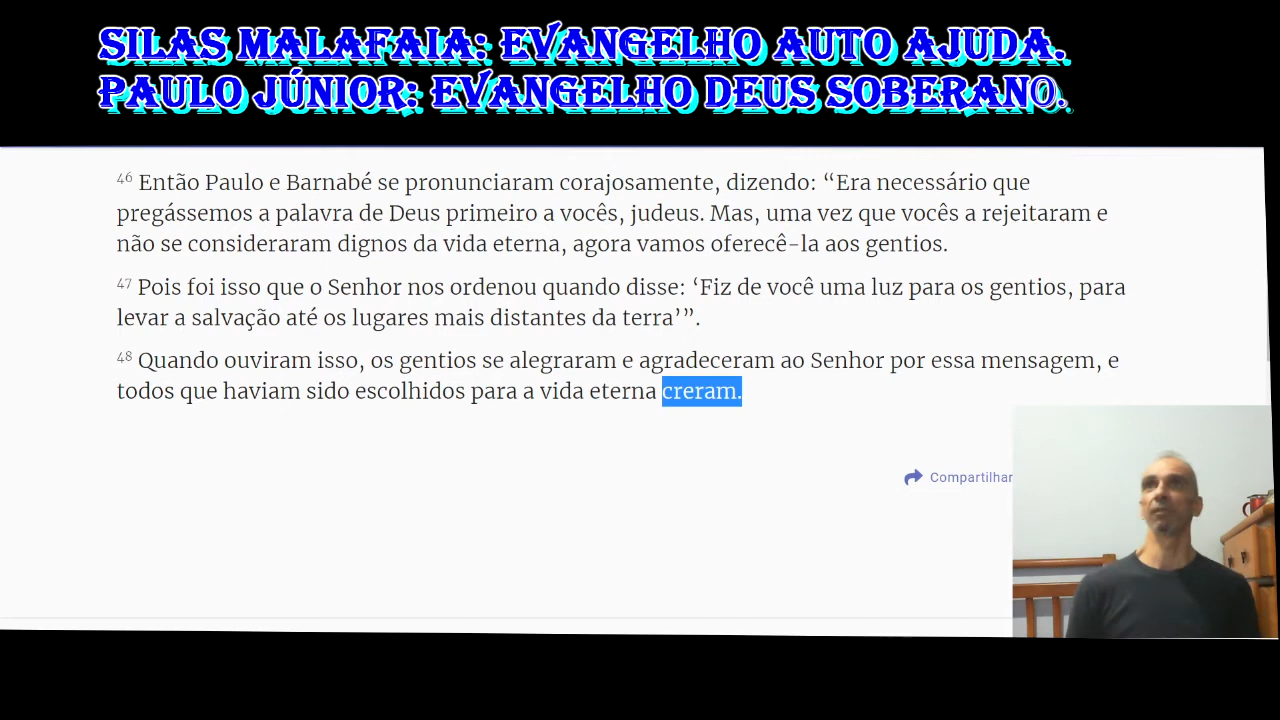 SILAS MALAFAIA: EVANGELHO AUTO AJUDA.
PAULO JÚNIOR: EVANGELHO DEUS SOBERANO.
46 Então Paulo e Barnabé se pronunciaram corajosamente, dizendo: “Era necessário que
pregássemos a palavra de Deus primeiro a vocês, judeus. Mas, uma vez que vocês a rejeitaram e
não se consideraram dignos da vida eterna, agora vamos oferecê-la aos gentios.
47 Pois foi isso que o Senhor nos ordenou quando disse: ‘Fiz de você uma luz para os gentios, para
levar a salvação até os lugares mais distantes da terra’”.
48 Quando ouviram isso, os gentios se alegraram e agradeceram ao Senhor por essa mensagem, e
todos que haviam sido escolhidos para a vida eterna creram.
Compartilhar